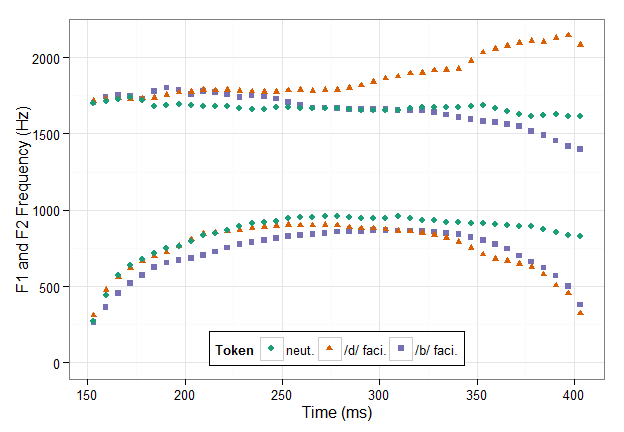 F1 and F2 Frequency (Hz)
2000
1500
1000
500
0
Token neut. /d/ faci. /b/ faci.
150 200 250 300 350 400
Time (ms)